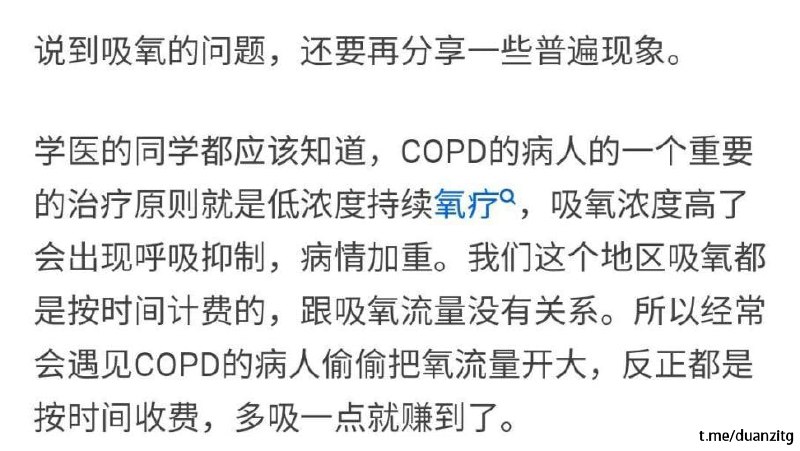 说到吸氧的问题，还要再分享一些普遍现象。
学医的同学都应该知道，COPD的病人的一个重要
的治疗原则就是低浓度持续氧疗，吸氧浓度高了
会出现呼吸抑制，病情加重。我们这个地区吸氧都
是按时间计费的，跟吸氧流量没有关系。所以经常
会遇见COPD的病人偷偷把氧流量开大，反正都是
按时间收费，多吸一点就赚到了。
t.me/duanzitg